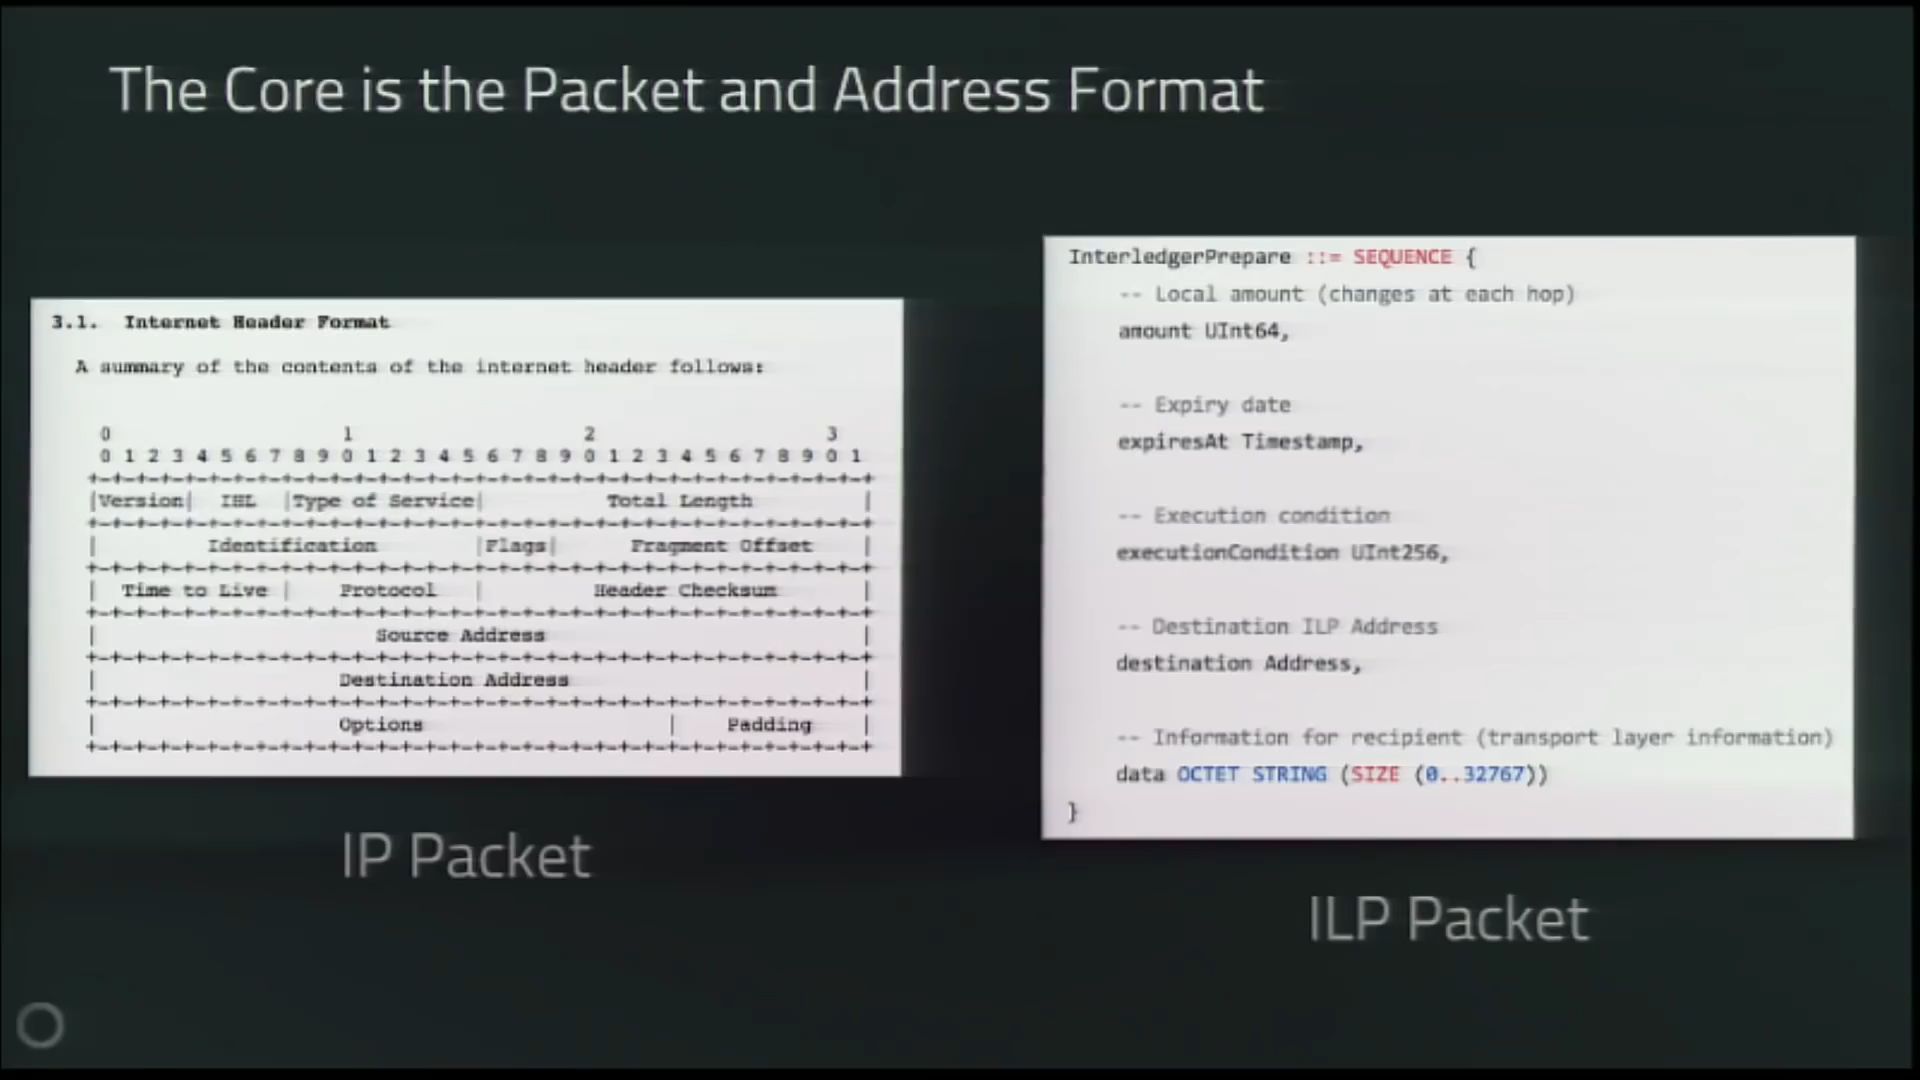 The Core is the Packet and Address Format
3.1. Internet Header Format
A summary of the contents of the internet header follows:
0                   1                   2                   3
0 1 2 3 4 5 6 7 8 9 0 1 2 3 4 5 6 7 8 9 0 1 2 3 4 5 6 7 8 9 0 1
+-+-+-+-+-+-+-+-+-+-+-+-+-+-+-+-+-+-+-+-+-+-+-+-+-+-+-+-+-+-+-+-+
|Version|  IHL  |Type of Service|          Total Length         |
+-+-+-+-+-+-+-+-+-+-+-+-+-+-+-+-+-+-+-+-+-+-+-+-+-+-+-+-+-+-+-+-+
|         Identification        |Flags|      Fragment Offset    |
+-+-+-+-+-+-+-+-+-+-+-+-+-+-+-+-+-+-+-+-+-+-+-+-+-+-+-+-+-+-+-+-+
|  Time to Live |    Protocol   |         Header Checksum       |
+-+-+-+-+-+-+-+-+-+-+-+-+-+-+-+-+-+-+-+-+-+-+-+-+-+-+-+-+-+-+-+-+
|                       Source Address                          |
+-+-+-+-+-+-+-+-+-+-+-+-+-+-+-+-+-+-+-+-+-+-+-+-+-+-+-+-+-+-+-+-+
|                    Destination Address                        |
+-+-+-+-+-+-+-+-+-+-+-+-+-+-+-+-+-+-+-+-+-+-+-+-+-+-+-+-+-+-+-+-+
|                    Options                    |    Padding    |
+-+-+-+-+-+-+-+-+-+-+-+-+-+-+-+-+-+-+-+-+-+-+-+-+-+-+-+-+-+-+-+-+
IP Packet
InterledgerPrepare ::= SEQUENCE {
-- Local amount (changes at each hop)
amount UInt64,
-- Expiry date
expiresAt Timestamp,
-- Execution condition
executionCondition UInt256,
-- Destination ILP Address
destination Address,
-- Information for recipient (transport layer information)
data OCTET STRING (SIZE (0..32767))
}
ILP Packet